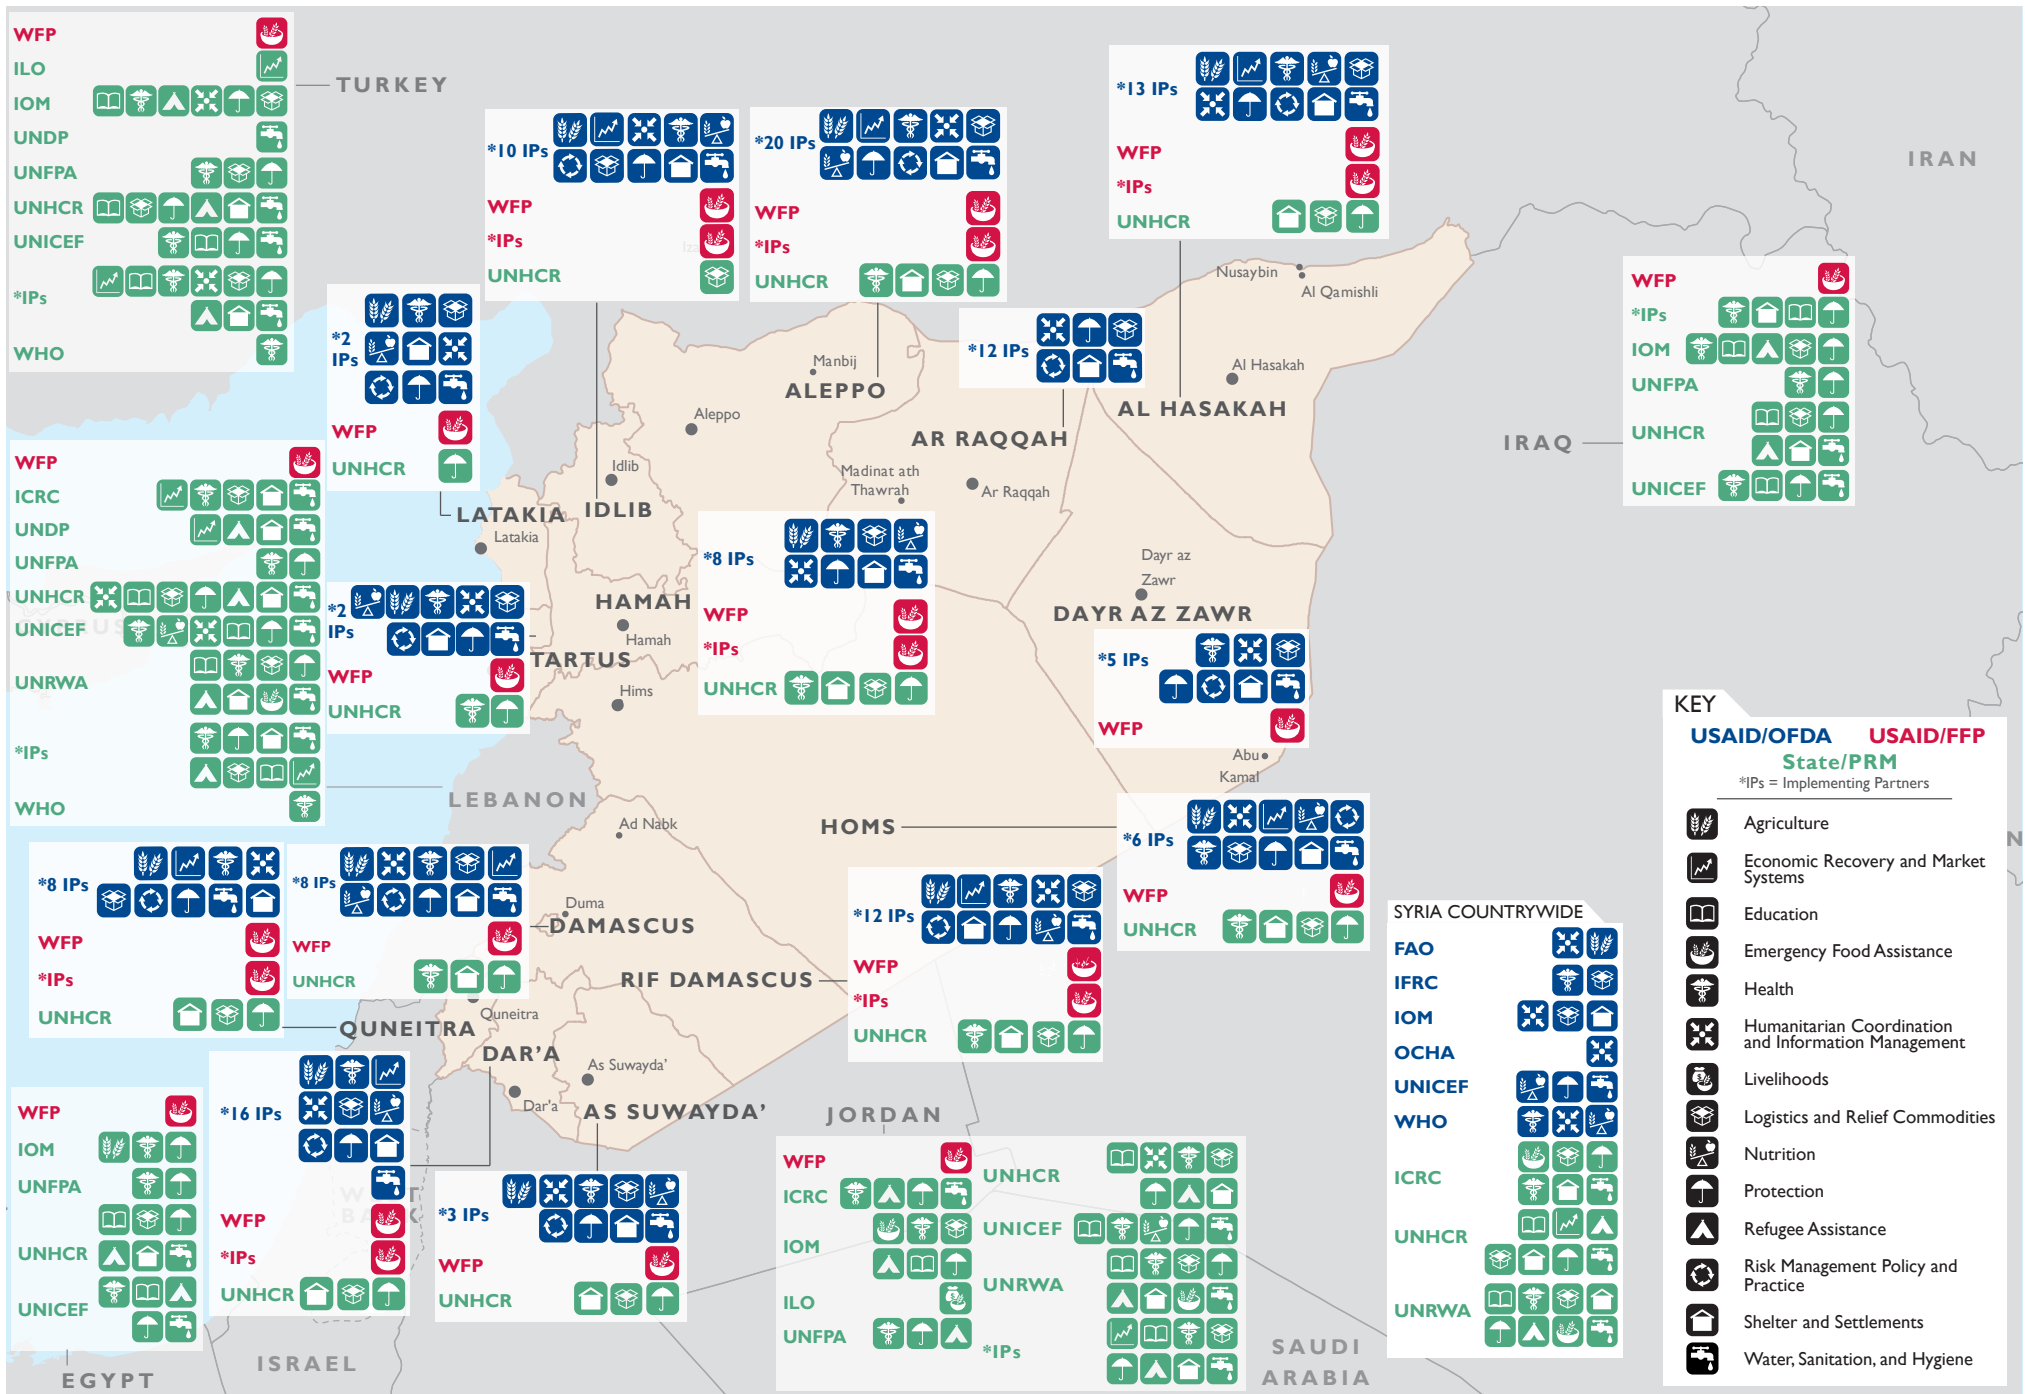 WFP
ILO
IOM
UNDP
UNFPA
UNHCR
UNICEF
*IPs
WHO
TURKEY
*10 IPs
WFP
*IPs
UNHCR
*20 IPs
WFP
*IPs
UNHCR
*13 IPs
WFP
*IPs
UNHCR
IRAN
*2
IPs
WFP
UNHCR
*12 IPs
Nusaybin
Al Qamishli
Manbij
ALEPPO
Al Hasakah
AL HASAKAH
Aleppo
AR RAQQAH
IRAQ
WFP
*IPs
IOM
UNFPA
UNHCR
UNICEF
WFP
ICRC
UNDP
UNFPA
UNHCR
UNICEF
UNRWA
*IPs
WHO
CYPRUS
Idlib
IDLIB
LATAKIA
Latakia
Madinat ath
Thawrah
Ar Raqqah
*8 IPs
WFP
*IPs
UNHCR
Dayr az
Zawr
DAYR AZ ZAWR
*5 IPs
WFP
Abu
Kamal
*2
IPs
WFP
UNHCR
HAMAH
Hamah
TARTUS
Hims
LEBANON
Ad Nabk
HOMS
*6 IPs
WFP
UNHCR
*8 IPs
WFP
*IPs
UNHCR
*8 IPs
WFP
UNHCR
Duma
DAMASCUS
RIF DAMASCUS
*12 IPs
WFP
*IPs
UNHCR
QUNEITRA
Quneitra
DAR'A
Dar'a
As Suwayda'
AS SUWAYDA'
JORDAN
WFP
IOM
UNFPA
UNHCR
UNICEF
EGYPT
*16 IPs
WFP
*IPs
UNHCR
ISRAEL
*3 IPs
WFP
UNHCR
WFP
ICRC
IOM
ILO
UNFPA
UNHCR
UNICEF
UNRWA
*IPs
SAUDI
ARABIA
SYRIA COUNTRYWIDE
FAO
IFRC
IOM
OCHA
UNICEF
WHO
ICRC
UNHCR
UNRWA
KEY
USAID/OFDA USAID/FFP
State/PRM
*IPs = Implementing Partners
Agriculture
Economic Recovery and Market
Systems
Education
Emergency Food Assistance
Health
Humanitarian Coordination
and Information Management
Livelihoods
Logistics and Relief Commodities
Nutrition
Protection
Refugee Assistance
Risk Management Policy and
Practice
Shelter and Settlements
Water, Sanitation, and Hygiene